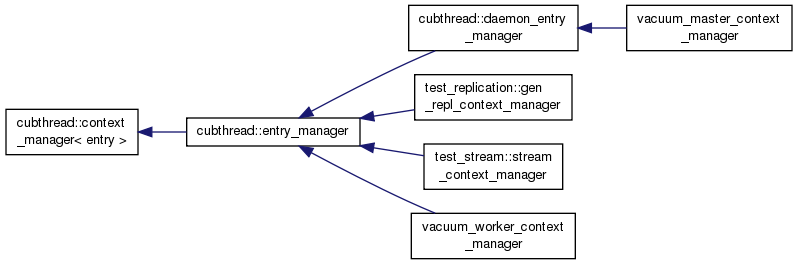 cubthread::context
_manager< entry >
cubthread::entry_manager
cubthread::daemon_entry
_manager
test_replication::gen
_repl_context_manager
test_stream::stream
_context_manager
vacuum_worker_context
_manager
vacuum_master_context
_manager